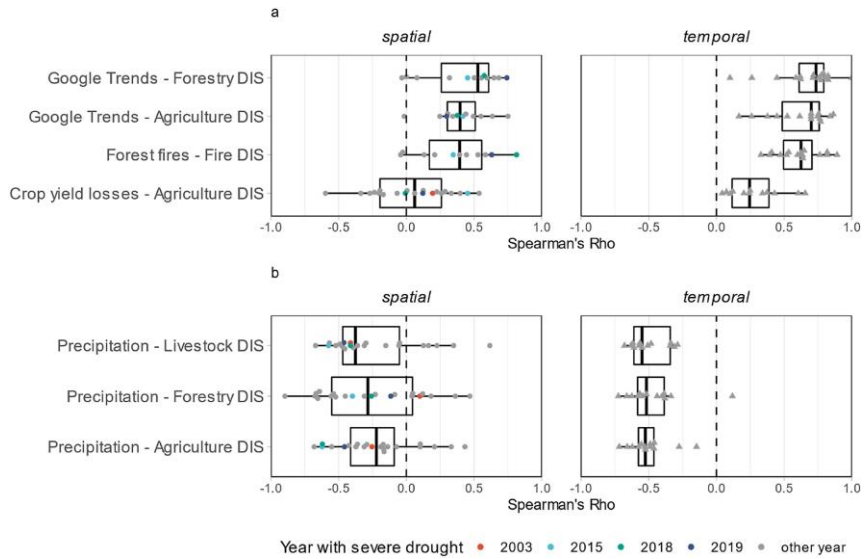 a
spatial
temporal
Google Trends - Forestry DIS
Google Trends - Agriculture DIS
Forest fires - Fire DIS
Crop yield losses - Agriculture DIS
-1.0 -0.5 0.0 0.5 1.0 -1.0 -0.5 0.0 0.5 1.0
Spearman's Rho Spearman's Rho
b
spatial
temporal
Precipitation - Livestock DIS
Precipitation - Forestry DIS
Precipitation - Agriculture DIS
-1.0 -0.5 0.0 0.5 1.0 -1.0 -0.5 0.0 0.5 1.0
Spearman's Rho Spearman's Rho
Year with severe drought 2003 2015 2018 2019 other year